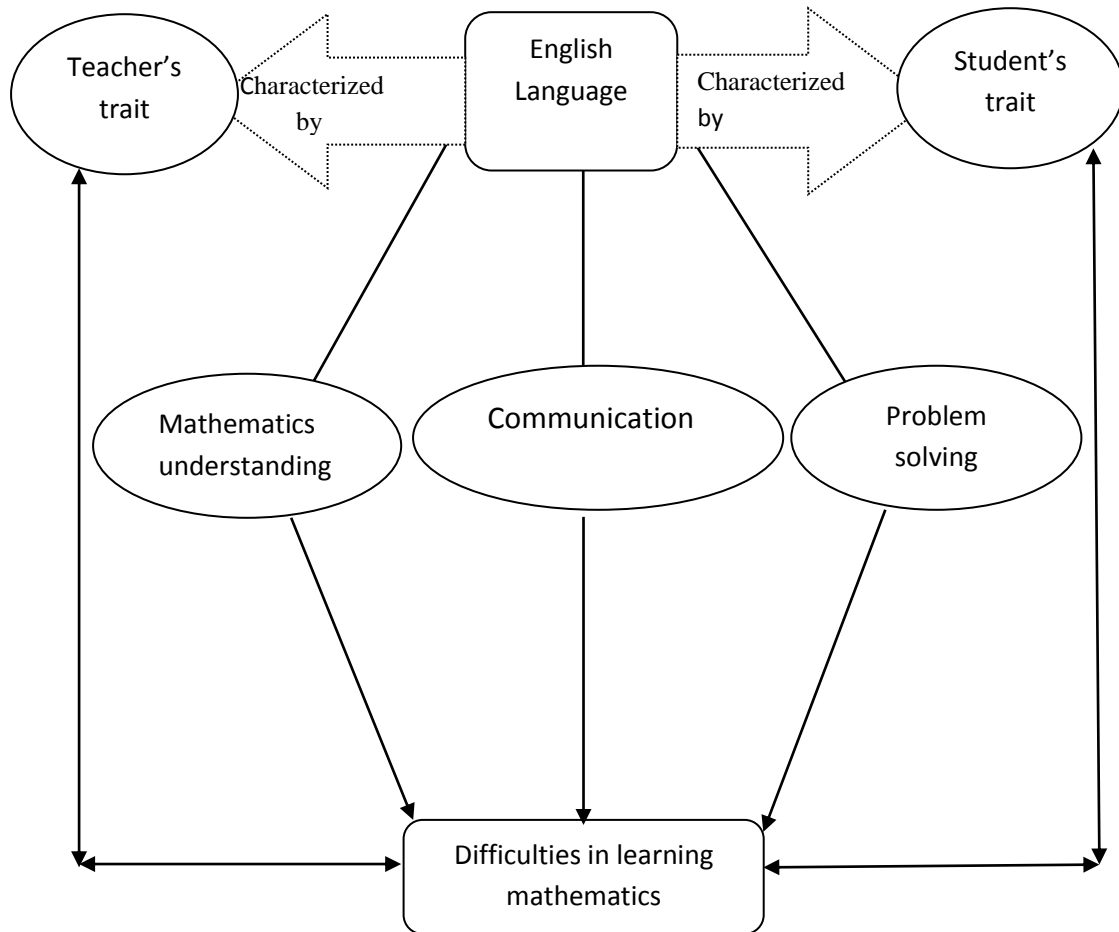 Teacher's
trait
Characterized
by
English
Language
Characterized
by
Student's
trait
Mathematics
understanding
Communication
Problem
solving
Difficulties in learning
mathematics